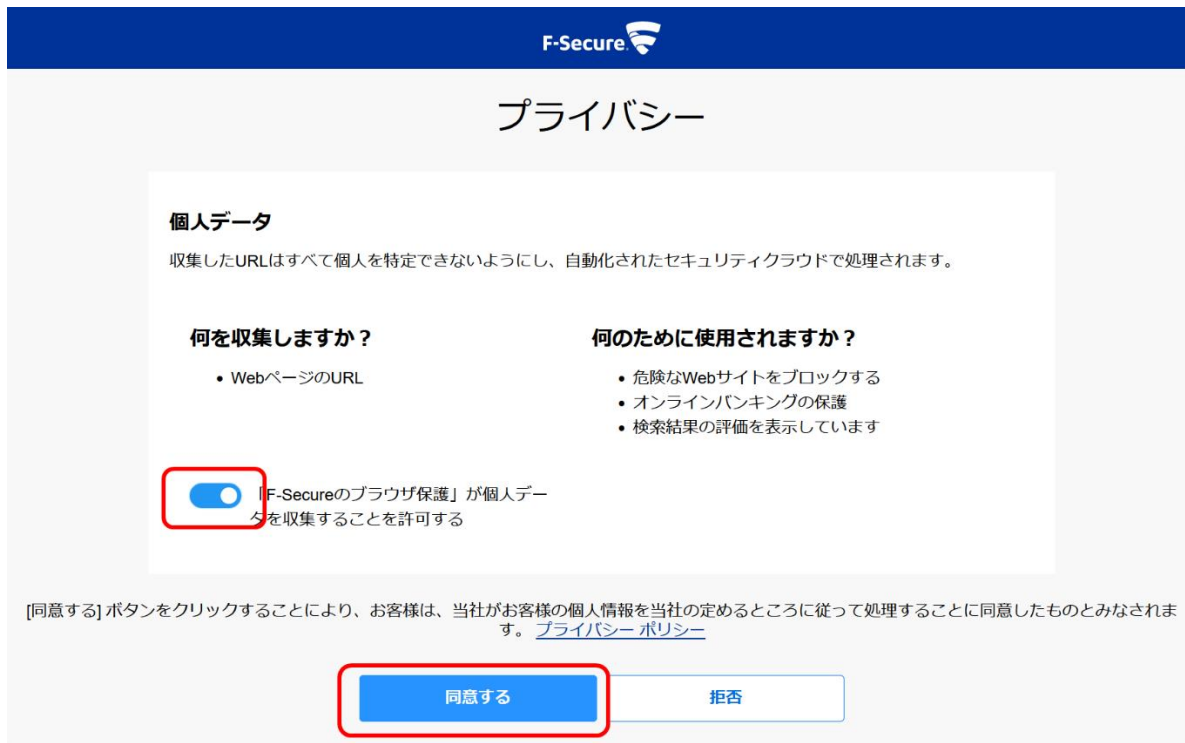 F-Secure
プライバシー
個人データ
収集したURLはすべて個人を特定できないようにし、自動化されたセキュリティクラウドで処理されます。
何を収集しますか？
• WebページのURL
何のために使用されますか？
• 危険なWebサイトをブロックする
• オンラインバンキングの保護
• 検索結果の評価を表示しています
「F-Secureのブラウザ保護」が個人デー
タを収集することを許可する
[同意する] ボタンをクリックすることにより、お客様は、当社がお客様の個人情報を当社の定めるところに従って処理することに同意したものとみなされま
す。 プライバシー ポリシー
同意する
拒否